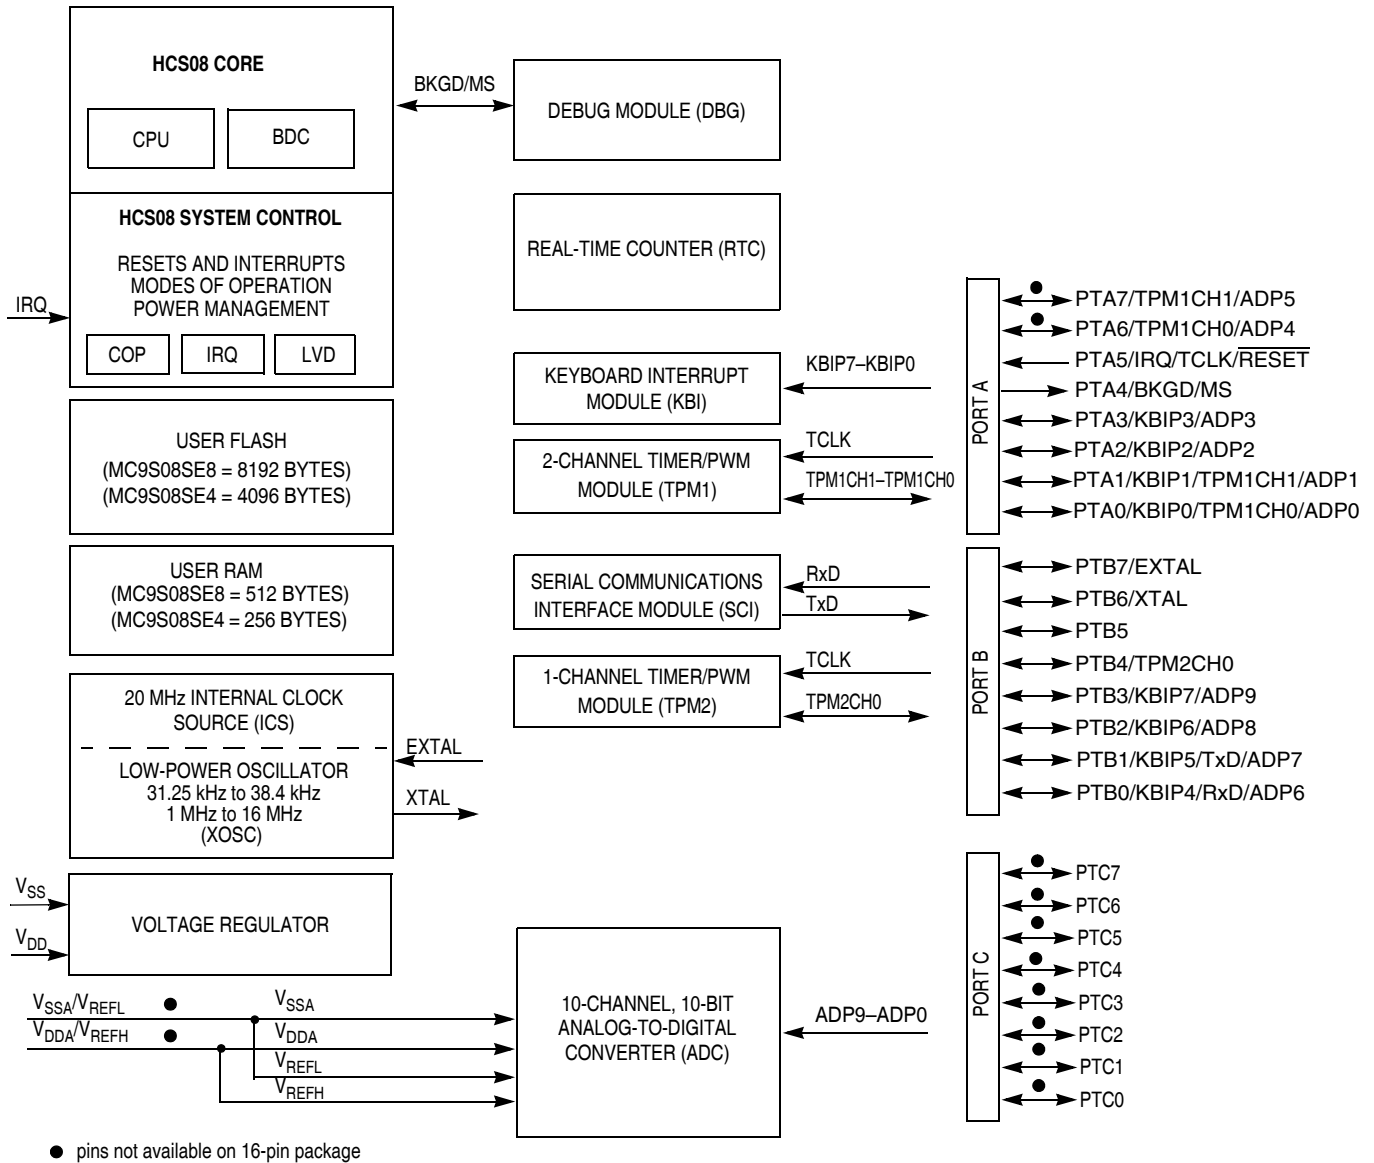 HCS08 CORE
CPU
BDC
HCS08 SYSTEM CONTROL
RESETS AND INTERRUPTS
MODES OF OPERATION
POWER MANAGEMENT
IRQ
COP
IRQ
LVD
USER FLASH
(MC9S08SE8 = 8192 BYTES)
(MC9S08SE4 = 4096 BYTES)
USER RAM
(MC9S08SE8 = 512 BYTES)
(MC9S08SE4 = 256 BYTES)
20 MHz INTERNAL CLOCK
SOURCE (ICS)
LOW-POWER OSCILLATOR
31.25 kHz to 38.4 kHz
1 MHz to 16 MHz
(XOSC)
EXTAL
XTAL
VSS
VDD
VOLTAGE REGULATOR
VSSA/VREFL
VDDA/VREFH
VSSA
VDDA
VREFL
VREFH
BKGD/MS
DEBUG MODULE (DBG)
REAL-TIME COUNTER (RTC)
KEYBOARD INTERRUPT
MODULE (KBI)
KBIP7–KBIP0
2-CHANNEL TIMER/PWM
MODULE (TPM1)
TCLK
TPM1CH1–TPM1CH0
SERIAL COMMUNICATIONS
INTERFACE MODULE (SCI)
RxD
TxD
1-CHANNEL TIMER/PWM
MODULE (TPM2)
TCLK
TPM2CH0
10-CHANNEL, 10-BIT
ANALOG-TO-DIGITAL
CONVERTER (ADC)
ADP9–ADP0
PORT A
PTA7/TPM1CH1/ADP5
PTA6/TPM1CH0/ADP4
PTA5/IRQ/TCLK/RESET
PTA4/BKGD/MS
PTA3/KBIP3/ADP3
PTA2/KBIP2/ADP2
PTA1/KBIP1/TPM1CH1/ADP1
PTA0/KBIP0/TPM1CH0/ADP0
PORT B
PTB7/EXTAL
PTB6/XTAL
PTB5
PTB4/TPM2CH0
PTB3/KBIP7/ADP9
PTB2/KBIP6/ADP8
PTB1/KBIP5/TxD/ADP7
PTB0/KBIP4/RxD/ADP6
PORT C
PTC7
PTC6
PTC5
PTC4
PTC3
PTC2
PTC1
PTC0
● pins not available on 16-pin package